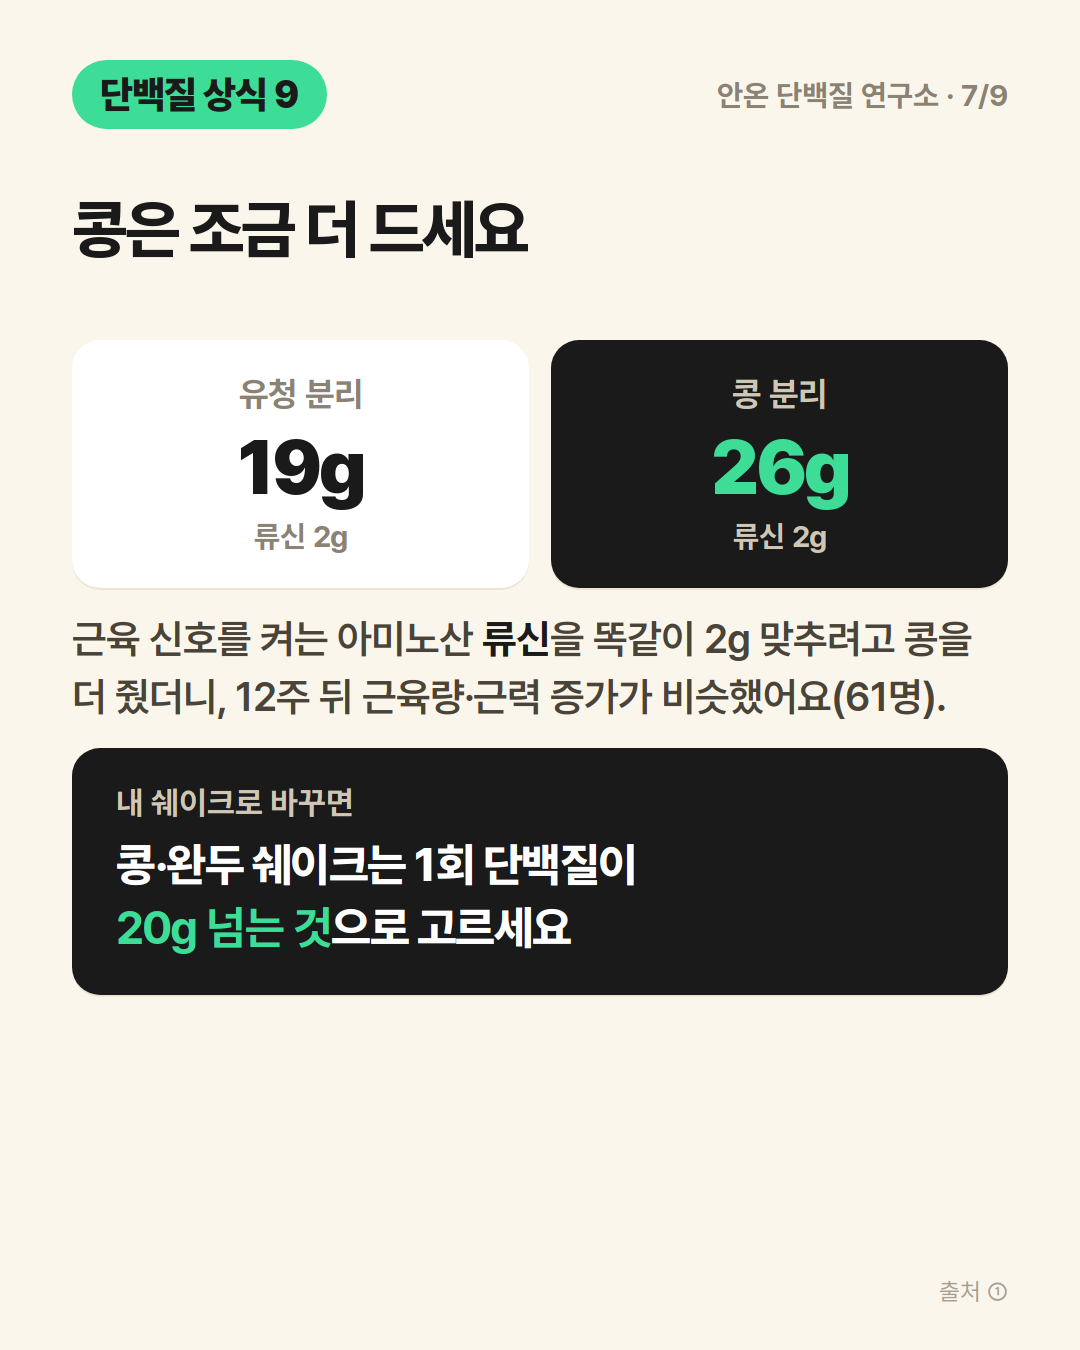 단백질 상식 9
안온 단백질 연구소 · 7/9
콩은 조금 더 드세요
유청 분리
19g
류신 2g
콩 분리
26g
류신 2g
근육 신호를 켜는 아미노산 류신을 똑같이 2g 맞추려고 콩을
더 줬더니, 12주 뒤 근육량·근력 증가가 비슷했어요(61명).
내 쉐이크로 바꾸면
콩·완두 쉐이크는 1회 단백질이
20g 넘는 것으로 고르세요
출처 ①